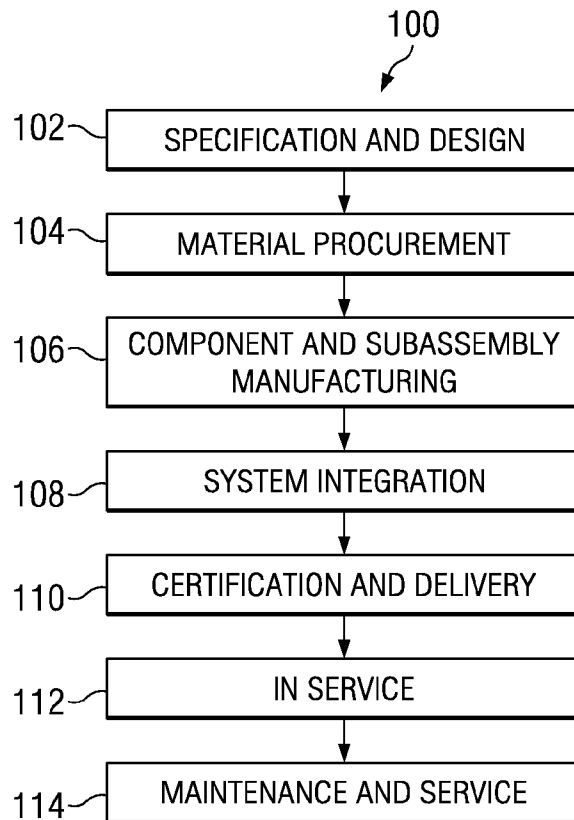 100
102
SPECIFICATION AND DESIGN
104
MATERIAL PROCUREMENT
106
COMPONENT AND SUBASSEMBLY
MANUFACTURING
108
SYSTEM INTEGRATION
110
CERTIFICATION AND DELIVERY
112
IN SERVICE
114
MAINTENANCE AND SERVICE